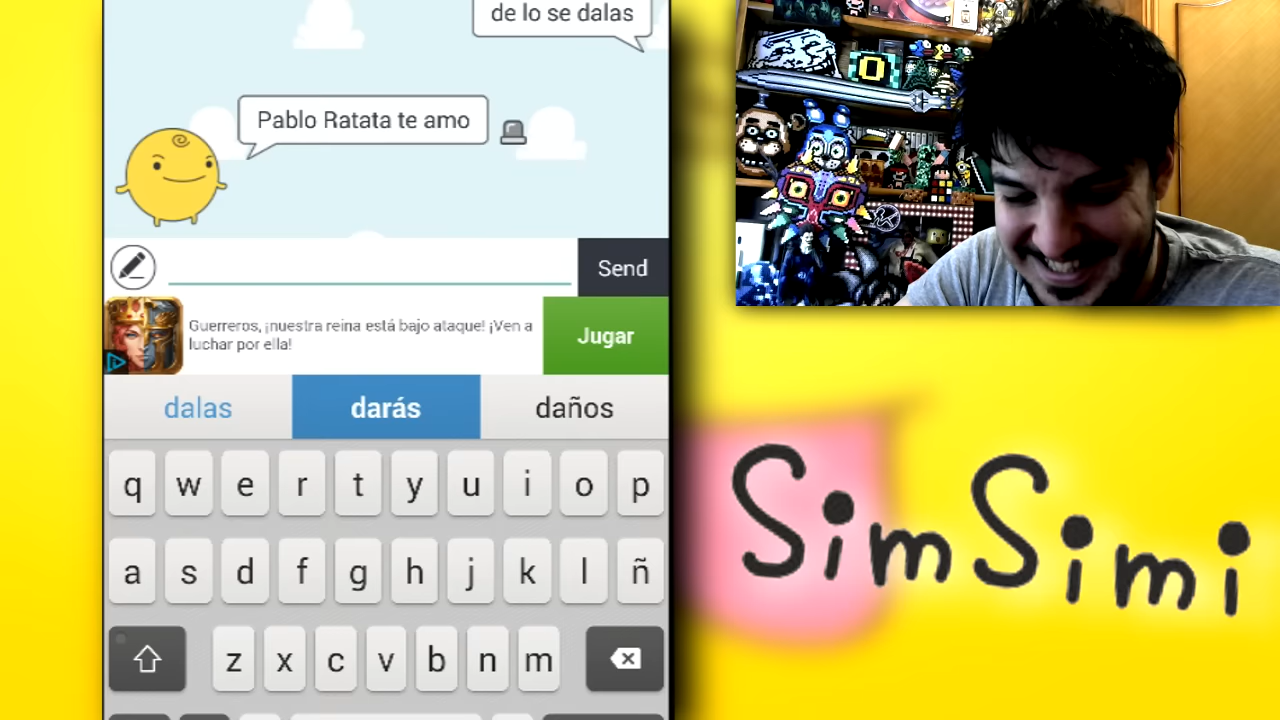 de lo se dalas
Pablo Ratata te amo
Send
Guerreros, ¡nuestra reina está bajo ataque! ¡Ven a
luchar por ella!
Jugar
dalas darás daños
q w e r t y u i o p
a s d f g h j k l ñ
z x c v b n m
SimSimi